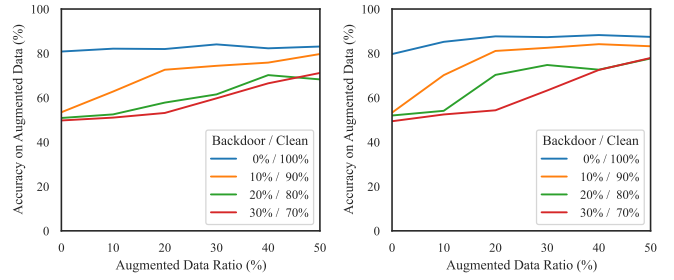 Accuracy on Augmented Data (%)
100
80
60
40
20
0
Backdoor / Clean
0% / 100%
10% / 90%
20% / 80%
30% / 70%
0 10 20 30 40 50
Augmented Data Ratio (%)
Accuracy on Augmented Data (%)
100
80
60
40
20
0
Backdoor / Clean
0% / 100%
10% / 90%
20% / 80%
30% / 70%
0 10 20 30 40 50
Augmented Data Ratio (%)